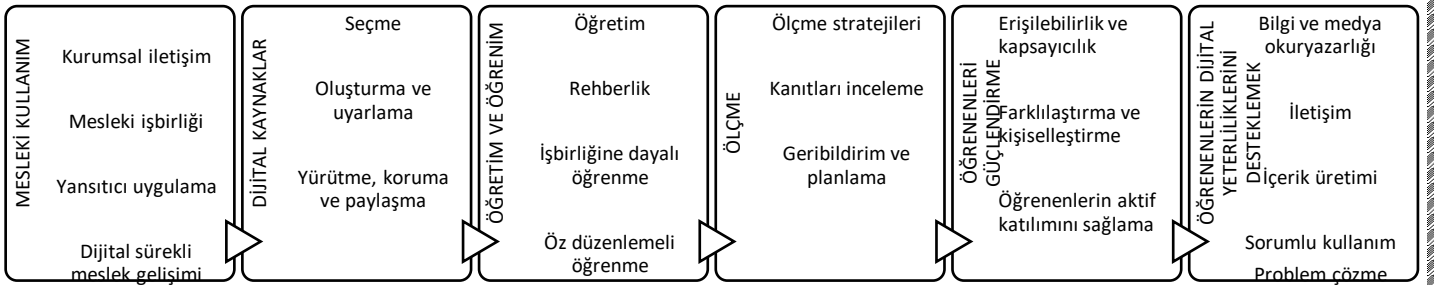 MESLEKİ KULLANIM
Kurumsal iletişim
Mesleki işbirliği
Yansıtıcı uygulama
Dijital sürekli
meslek gelişimi
DİJİTAL KAYNAKLAR
Seçme
Oluşturma ve
uyarlama
Yürütme, koruma
ve paylaşma
ÖĞRETİM VE ÖĞRENİM
Öğretim
Rehberlik
İşbirliğine dayalı
öğrenme
Öz düzenlemeli
öğrenme
ÖLÇME
Ölçme stratejileri
Kanıtları inceleme
Geribildirim ve
planlama
ÖĞRENENLERİ
GÜÇLENDİRME
Erişilebilirlik ve
kapsayıcılık
Farklılaştırma ve
kişiselleştirme
Öğrenenlerin aktif
katılımını sağlama
ÖĞRENENLERİN DİJİTAL
YETERLİLİKLERİNİ
DESTEKLEMEK
Bilgi ve medya
okuryazarlığı
İletişim
İçerik üretimi
Sorumlu kullanım
Problem çözme